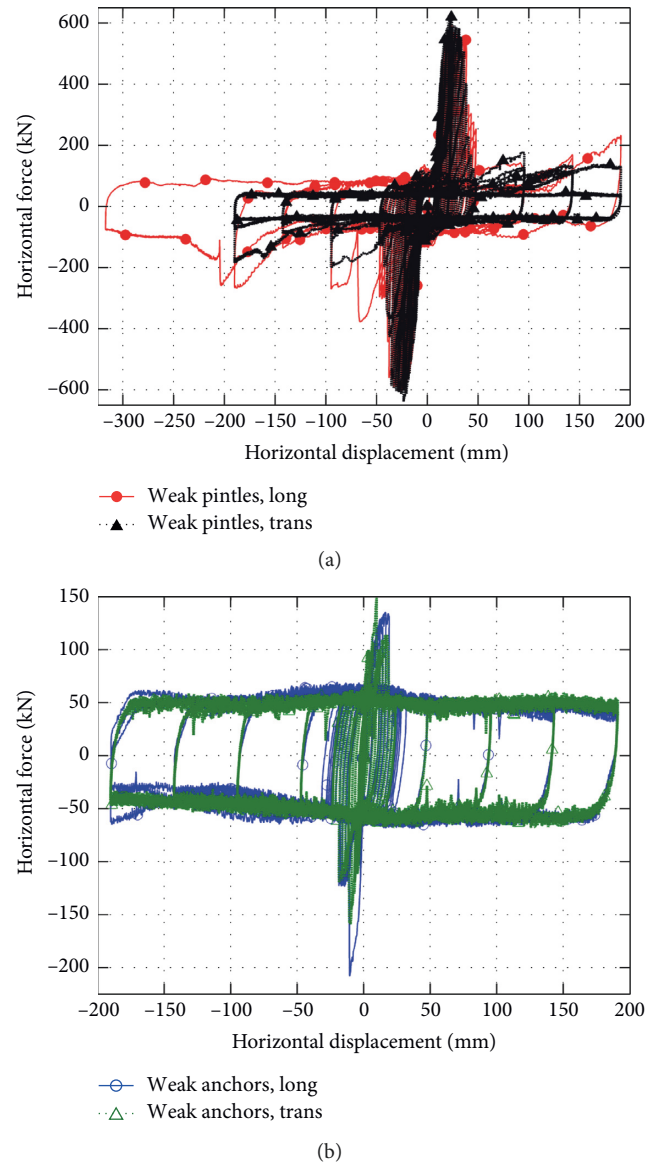 600
400
200
0
−200
−400
−600
Horizontal force (kN)
−300 −250 −200 −150 −100 −50 0 50 100 150 200
Horizontal displacement (mm)
Weak pintles, long
Weak pintles, trans
(a)
150
100
50
0
−50
−100
−150
−200
Horizontal force (kN)
−200 −150 −100 −50 0 50 100 150 200
Horizontal displacement (mm)
Weak anchors, long
Weak anchors, trans
(b)